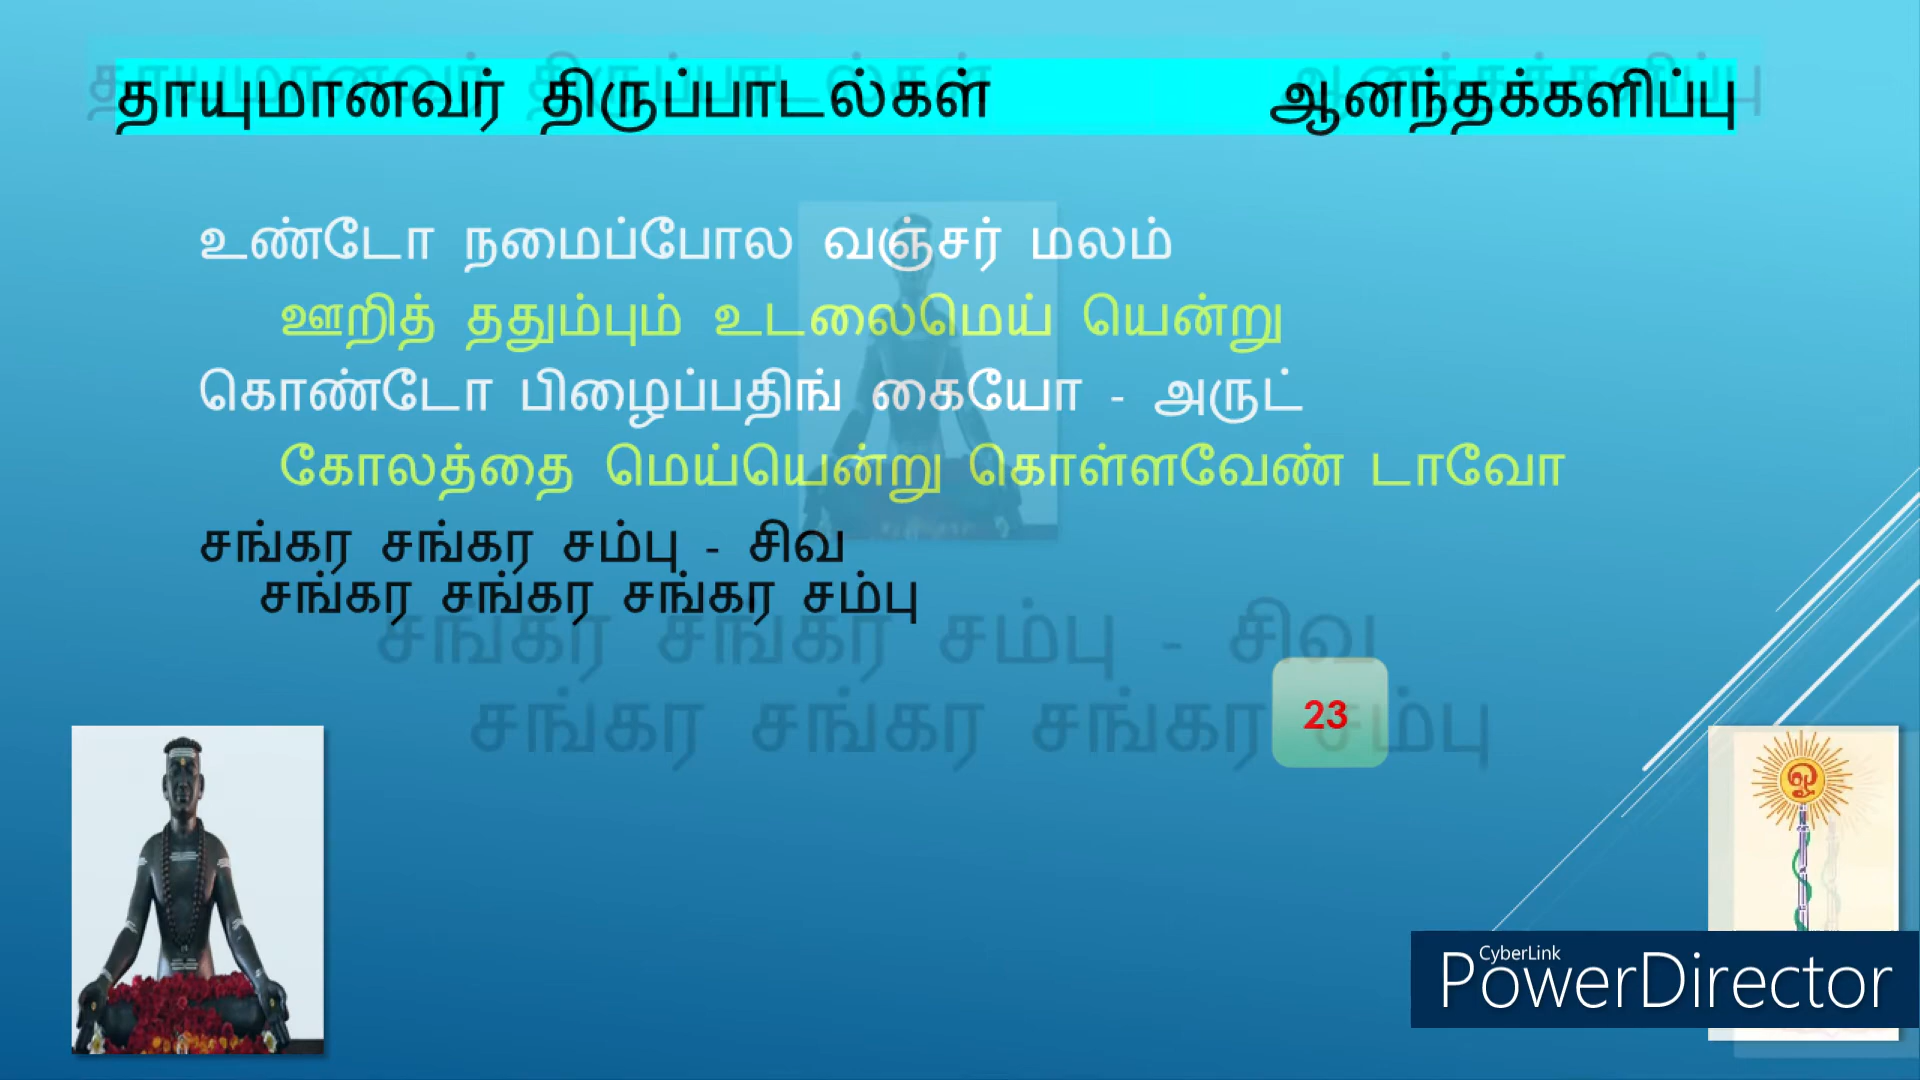 தாயுமானவர் திருப்பாடல்கள் ஆனந்தக்களிப்பு
உண்டோ நமைப்போல வஞ்சர் மலம்
ஊறித் ததும்பும் உடலைமெய் யென்று
கொண்டோ பிழைப்பதிங் கையோ - அருட்
கோலத்தை மெய்யென்று கொள்ளவேண் டாவோ
சங்கர சங்கர சம்பு - சிவ
சங்கர சங்கர சங்கர சம்பு
சங்கர சங்கர சம்பு - சிவ
சங்கர சங்கர சங்கர சம்பு
23
ஓ
CyberLink
PowerDirector